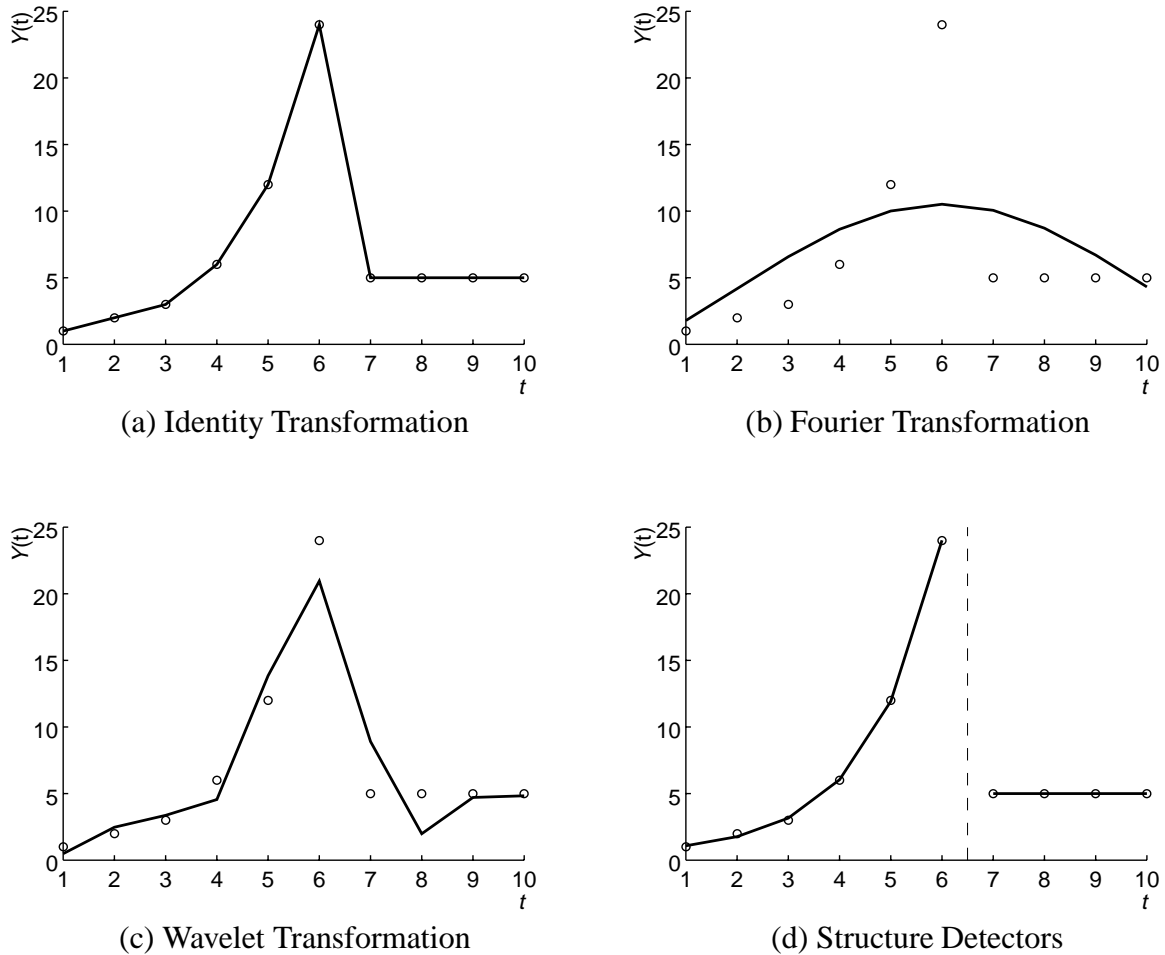 Y(t)
25
20
15
10
5
0
1 2 3 4 5 6 7 8 9 10
t
(a) Identity Transformation
Y(t)
25
20
15
10
5
0
1 2 3 4 5 6 7 8 9 10
t
(b) Fourier Transformation
Y(t)
25
20
15
10
5
0
1 2 3 4 5 6 7 8 9 10
t
(c) Wavelet Transformation
Y(t)
25
20
15
10
5
0
1 2 3 4 5 6 7 8 9 10
t
(d) Structure Detectors